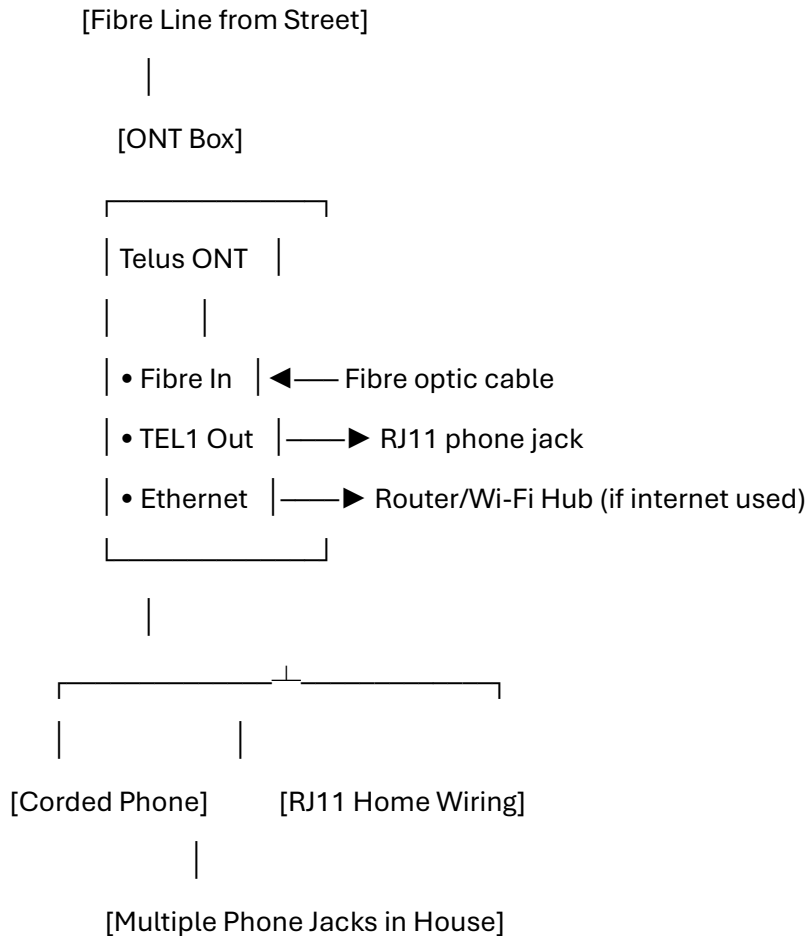 [Fibre Line from Street]
[ONT Box]
Telus ONT
• Fibre In ◄—— Fibre optic cable
• TEL1 Out ——► RJ11 phone jack
• Ethernet ——► Router/Wi-Fi Hub (if internet used)
[Corded Phone] [RJ11 Home Wiring]
[Multiple Phone Jacks in House]